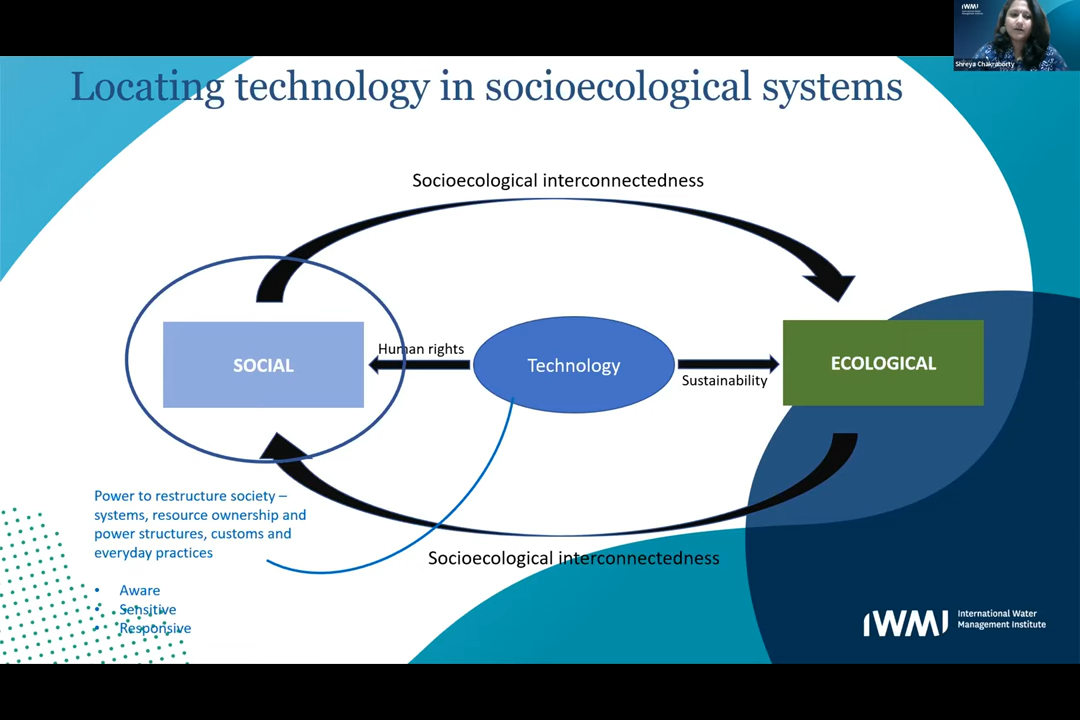 IWMI
Shreya Chakraborty
Locating technology in socioecological systems
Socioecological interconnectedness
SOCIAL
Human rights
Technology
Sustainability
ECOLOGICAL
Power to restructure society –
systems, resource ownership and
power structures, customs and
everyday practices
• Aware
• Sensitive
• Responsive
Socioecological interconnectedness
IWMI
International Water
Management Institute